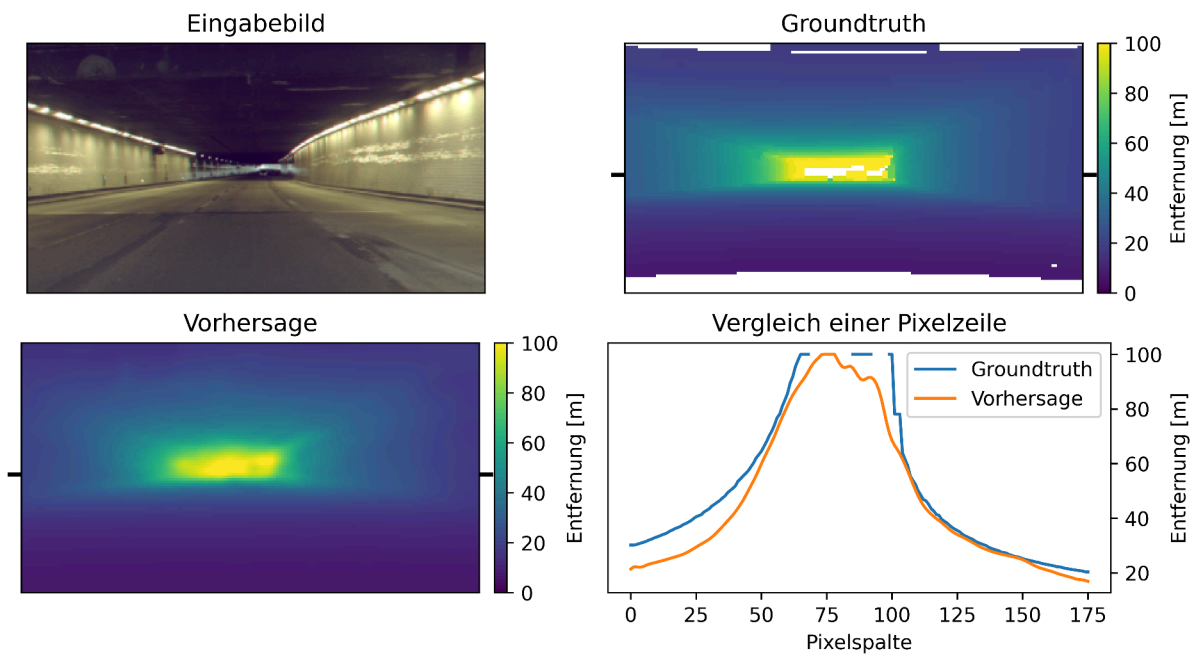 Eingabebild
Groundtruth
100
80
60
40
20
0
Entfernung [m]
Vorhersage
100
80
60
40
20
0
Entfernung [m]
Vergleich einer Pixelzeile
Groundtruth
Vorhersage
100
80
60
40
20
Entfernung [m]
0 25 50 75 100 125 150 175
Pixelspalte